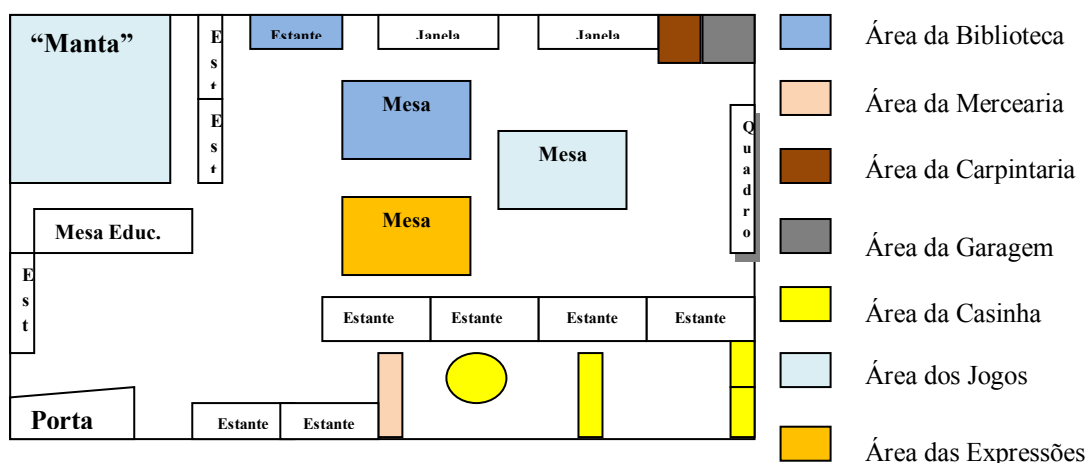 “Manta”
E
s
t
E
s
t
Estante
Janela
Janela
Mesa
Mesa
Mesa
Q
u
a
d
r
o
Mesa Educ.
E
s
t
Estante
Estante
Estante
Estante
Porta
Estante
Estante
Área da Biblioteca
Área da Mercearia
Área da Carpintaria
Área da Garagem
Área da Casinha
Área dos Jogos
Área das Expressões